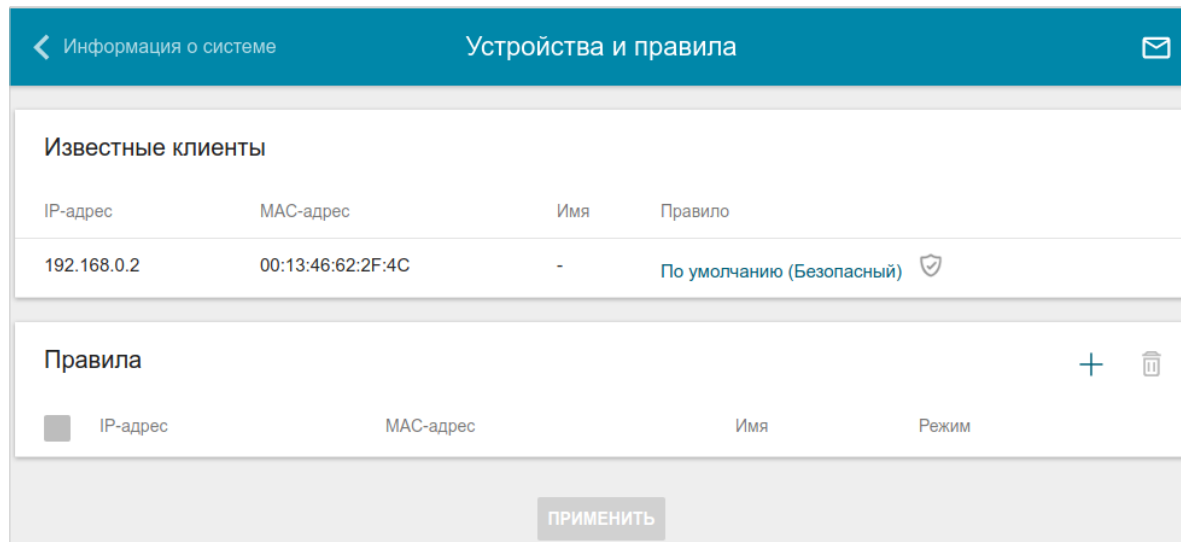 Информация о системе Устройства и правила
Известные клиенты
IP-адрес MAC-адрес Имя Правило
192.168.0.2 00:13:46:62:2F:4C - По умолчанию (Безопасный)
Правила
IP-адрес MAC-адрес Имя Режим
ПРИМЕНИТЬ